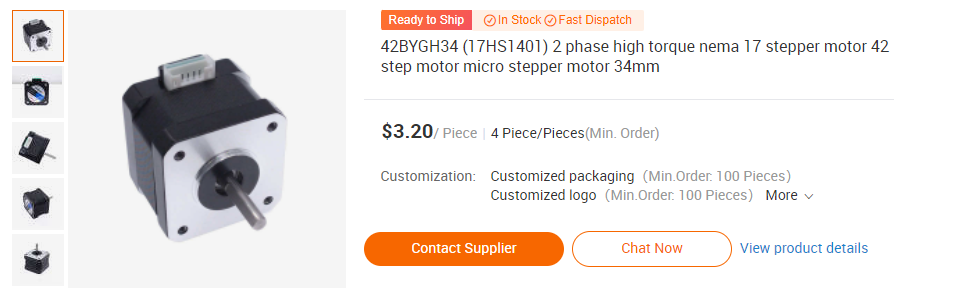 Ready to Ship In Stock Fast Dispatch
42BYGH34 (17HS1401) 2 phase high torque nema 17 stepper motor 42
step motor micro stepper motor 34mm
$3.20/ Piece | 4 Piece/Pieces(Min. Order)
Customization: Customized packaging (Min.Order: 100 Pieces)
Customized logo (Min.Order: 100 Pieces) More
Contact Supplier Chat Now View product details